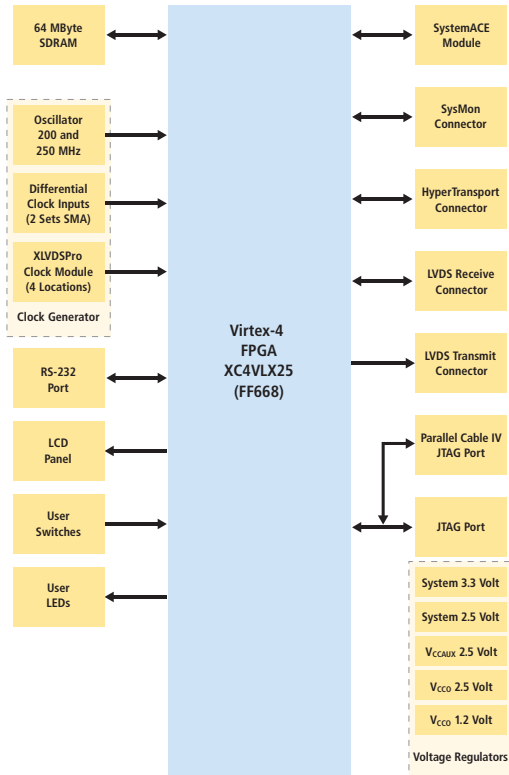 64 MByte
SDRAM
Oscillator
200 and
250 MHz
Differential
Clock Inputs
(2 Sets SMA)
XLVDSPro
Clock Module
(4 Locations)
Clock Generator
RS-232
Port
LCD
Panel
User
Switches
User
LEDs
Virtex-4
FPGA
XC4VLX25
(FF668)
SystemACE
Module
SysMon
Connector
HyperTransport
Connector
LVDS Receive
Connector
LVDS Transmit
Connector
Parallel Cable IV
JTAG Port
JTAG Port
System 3.3 Volt
System 2.5 Volt
VCCAUX 2.5 Volt
VCCO 2.5 Volt
VCCO 1.2 Volt
Voltage Regulators